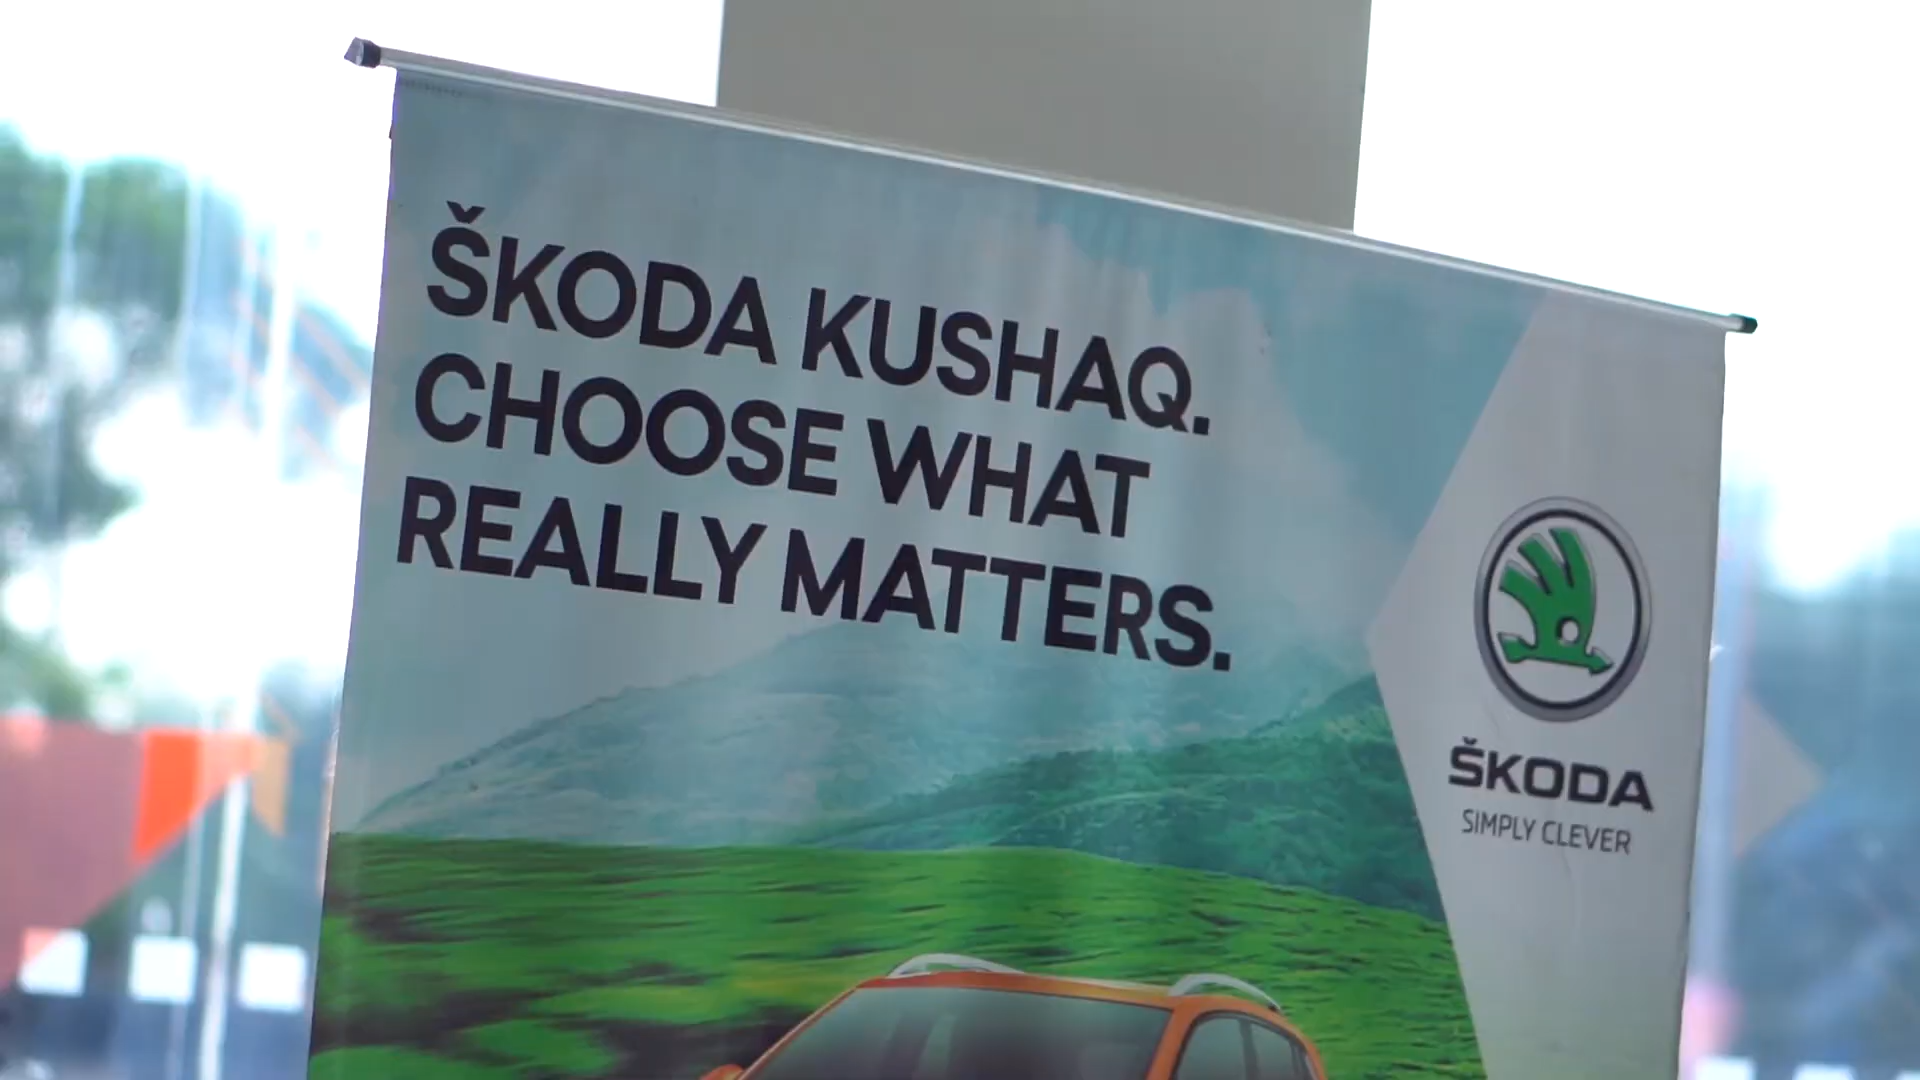 ŠKODA KUSHAQ.
CHOOSE WHAT
REALLY MATTERS.
ŠKODA
SIMPLY CLEVER